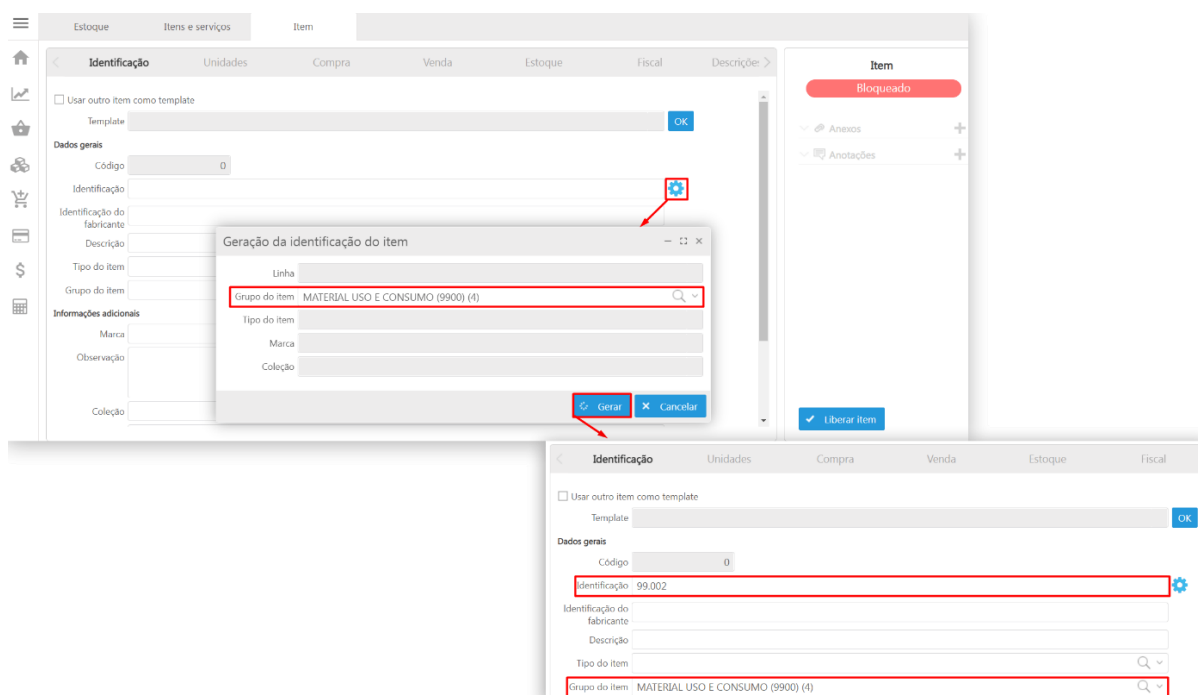 Estoque Itens e serviços Item
Identificação Unidades Compra Venda Estoque Fiscal Descriçõe
Usar outro item como template
Template OK
Dados gerais
Código 0
Identificação
Identificação do
fabricante
Descrição
Tipo do item
Grupo do item
Informações adicionais
Marca
Observação
Coleção
Item
Bloqueado
Anexos
Anotações
Liberar item
Geração da identificação do item
Linha
Grupo do item MATERIAL USO E CONSUMO (9900) (4)
Tipo do item
Marca
Coleção
Gerar Cancelar
Identificação Unidades Compra Venda Estoque Fiscal
Usar outro item como template
Template OK
Dados gerais
Código 0
Identificação 99.002
Identificação do
fabricante
Descrição
Tipo do item
Grupo do item MATERIAL USO E CONSUMO (9900) (4)